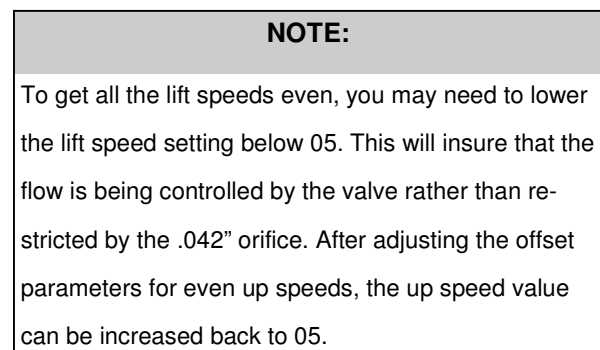 NOTE:
To get all the lift speeds even, you may need to lower
the lift speed setting below 05. This will insure that the
flow is being controlled by the valve rather than re-
stricted by the .042” orifice. After adjusting the offset
parameters for even up speeds, the up speed value
can be increased back to 05.